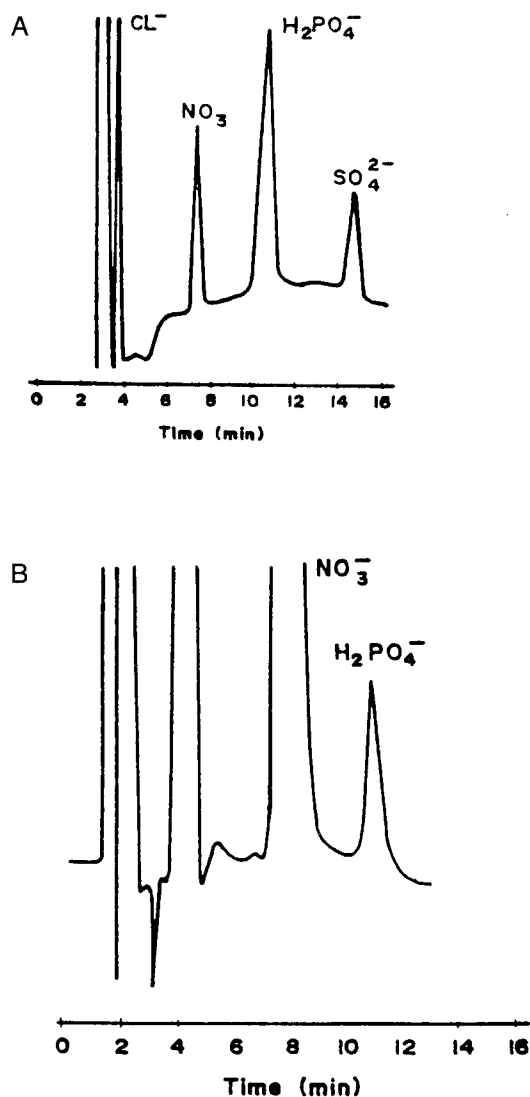 A
CL⁻
H₂PO₄⁻
NO₃
SO₄²⁻
0 2 4 6 8 10 12 14 16
Time (min)
B
NO₃⁻
H₂PO₄⁻
0 2 4 6 8 10 12 14 16
Time (min)